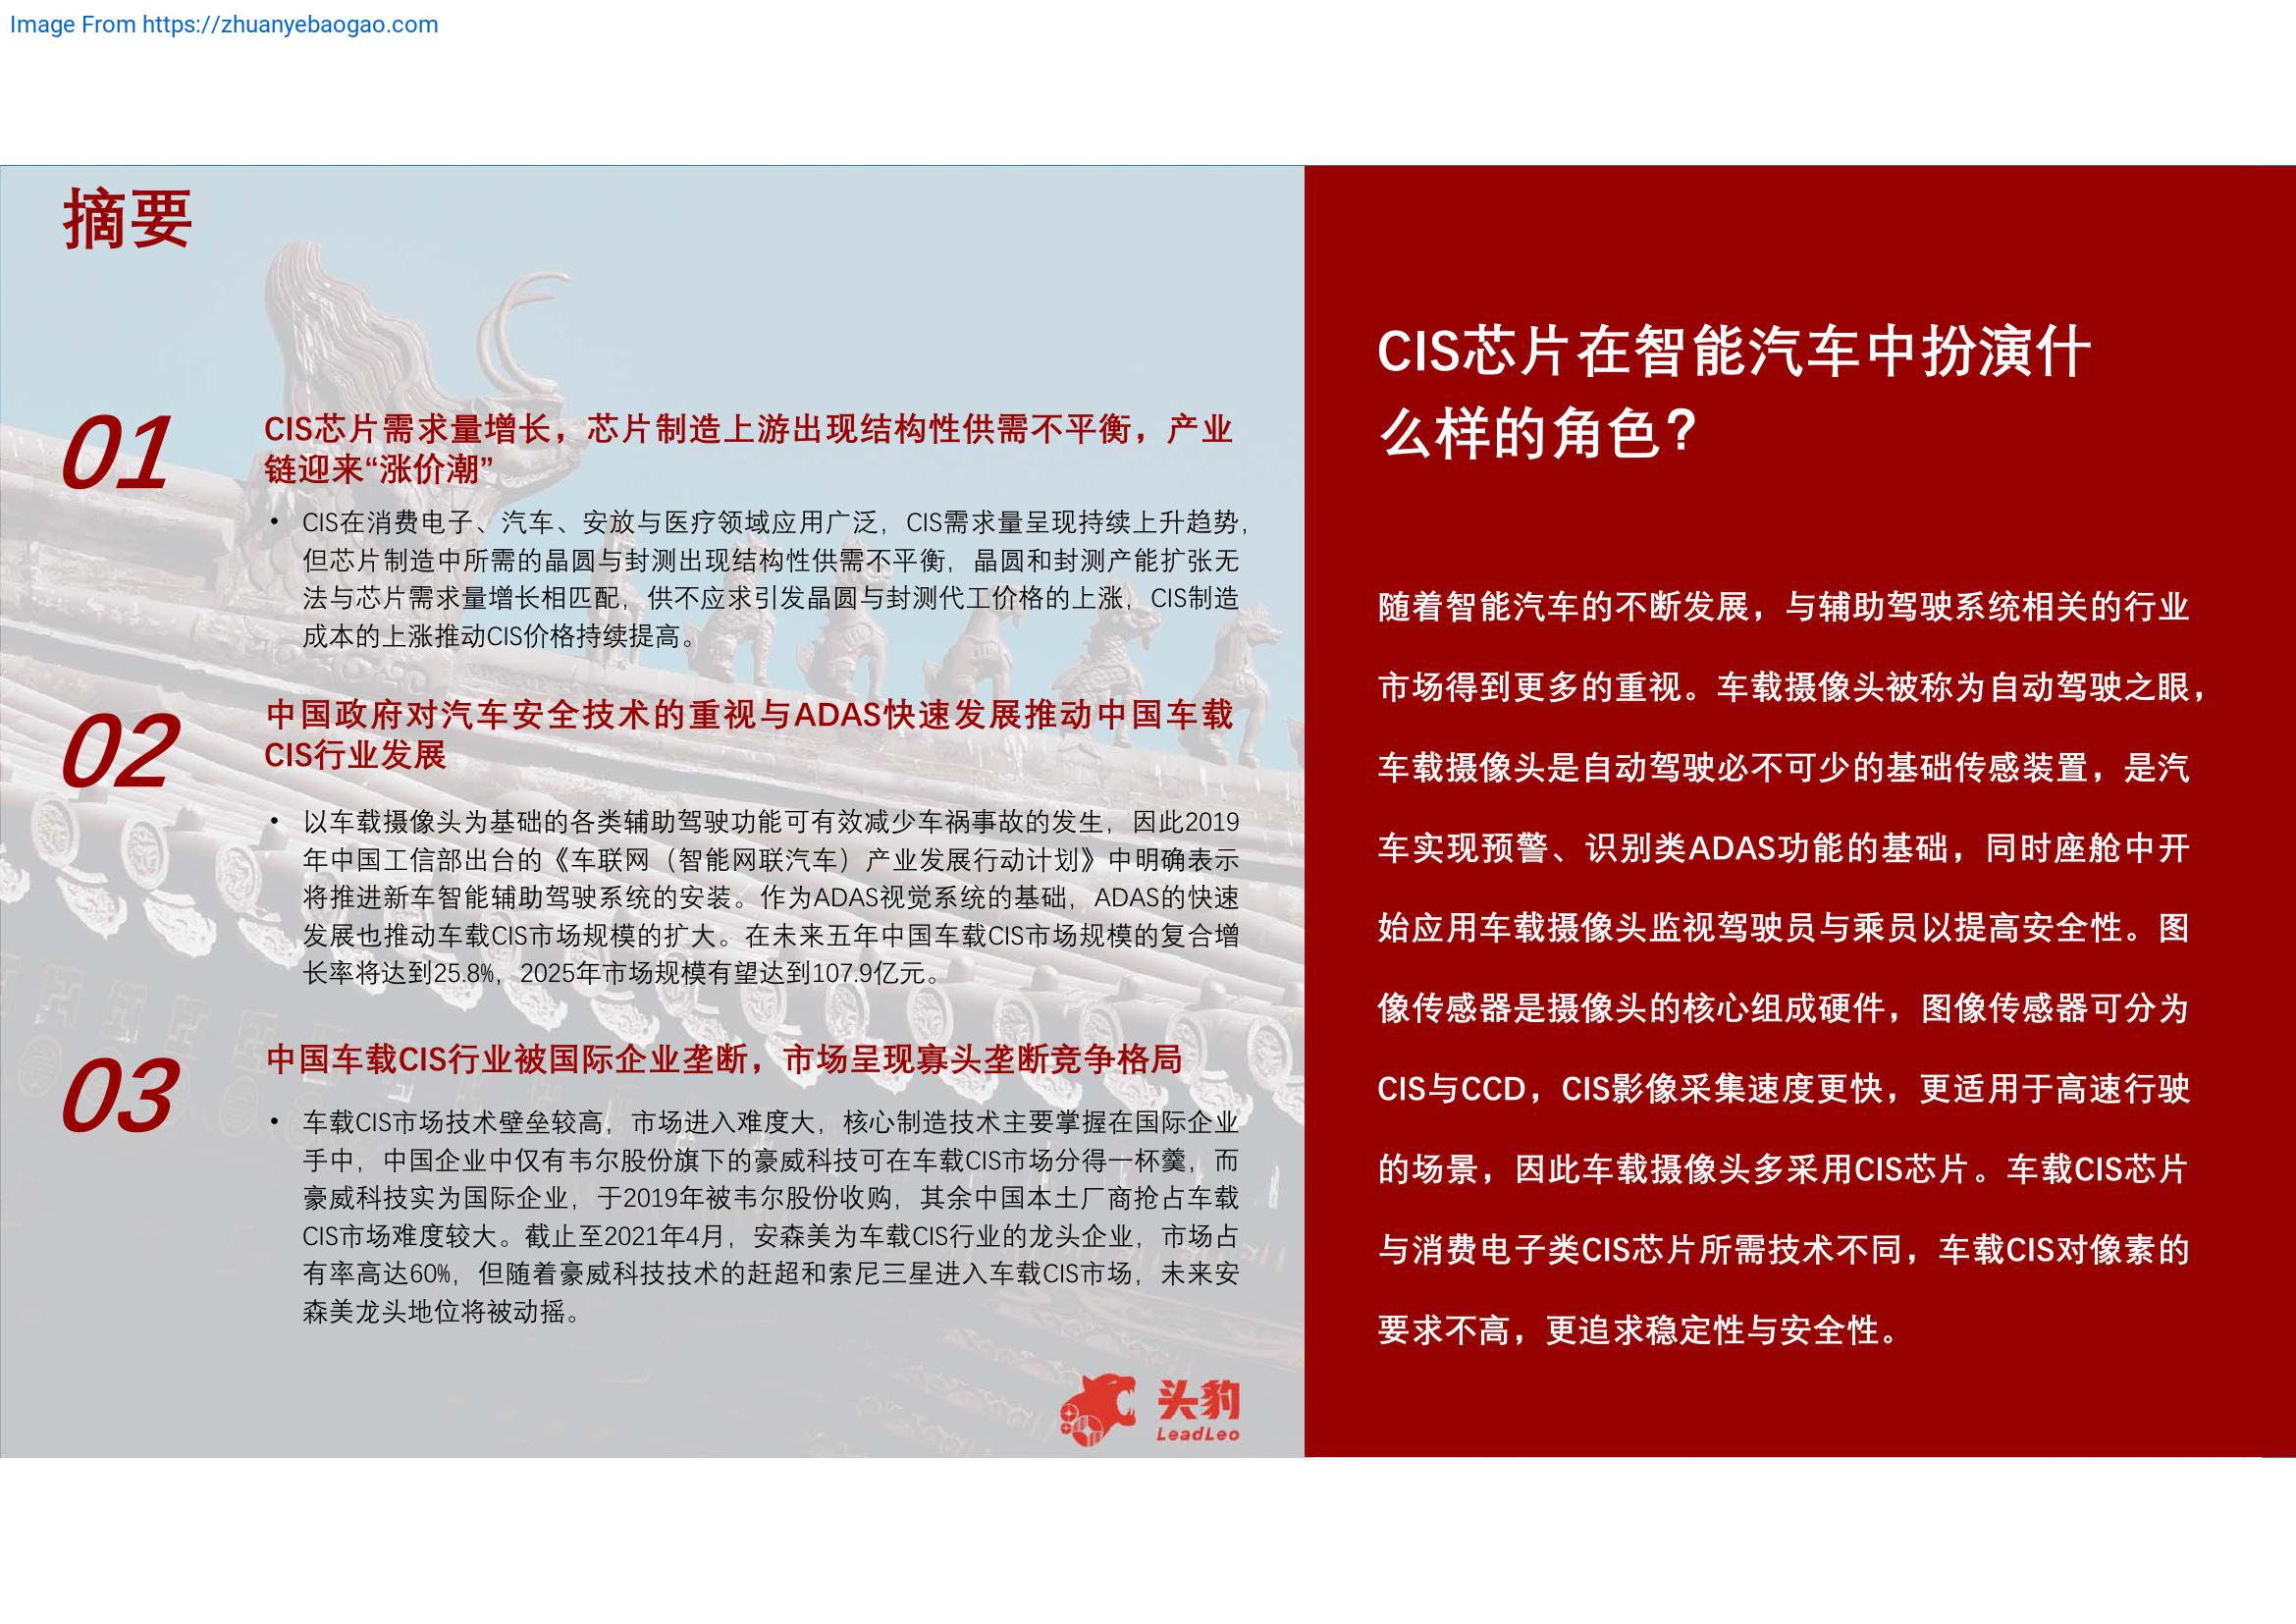 Image From https://zhuanyebaogao.com
摘要
01
CIS芯片需求量增长，芯片制造上游出现结构性供需不平衡，产业
链迎来“涨价潮”
• CIS在消费电子、汽车、安放与医疗领域应用广泛，CIS需求量呈现持续上升趋势，
但芯片制造中所需的晶圆与封测出现结构性供需不平衡，晶圆和封测产能扩张无
法与芯片需求量增长相匹配，供不应求引发晶圆与封测代工价格的上涨，CIS制造
成本的上涨推动CIS价格持续提高。
02
中国政府对汽车安全技术的重视与ADAS快速发展推动中国车载
CIS行业发展
• 以车载摄像头为基础的各类辅助驾驶功能可有效减少车祸事故的发生，因此2019
年中国工信部出台的《车联网（智能网联汽车）产业发展行动计划》中明确表示
将推进新车智能辅助驾驶系统的安装。作为ADAS视觉系统的基础，ADAS的快速
发展也推动车载CIS市场规模的扩大。在未来五年中国车载CIS市场规模的复合增
长率将达到25.8%，2025年市场规模有望达到107.9亿元。
03
中国车载CIS行业被国际企业垄断，市场呈现寡头垄断竞争格局
• 车载CIS市场技术壁垒较高，市场进入难度大，核心制造技术主要掌握在国际企业
手中，中国企业中仅有韦尔股份旗下的豪威科技可在车载CIS市场分得一杯羹，而
豪威科技实为国际企业，于2019年被韦尔股份收购，其余中国本土厂商抢占车载
CIS市场难度较大。截止至2021年4月，安森美为车载CIS行业的龙头企业，市场占
有率高达60%，但随着豪威科技技术的赶超和索尼三星进入车载CIS市场，未来安
森美龙头地位将被动摇。
头豹
LeadLeo
CIS芯片在智能汽车中扮演什
么样的角色？
随着智能汽车的不断发展，与辅助驾驶系统相关的行业
市场得到更多的重视。车载摄像头被称为自动驾驶之眼，
车载摄像头是自动驾驶必不可少的基础传感装置，是汽
车实现预警、识别类ADAS功能的基础，同时座舱中开
始应用车载摄像头监视驾驶员与乘员以提高安全性。图
像传感器是摄像头的核心组成硬件，图像传感器可分为
CIS与CCD，CIS影像采集速度更快，更适用于高速行驶
的场景，因此车载摄像头多采用CIS芯片。车载CIS芯片
与消费电子类CIS芯片所需技术不同，车载CIS对像素的
要求不高，更追求稳定性与安全性。